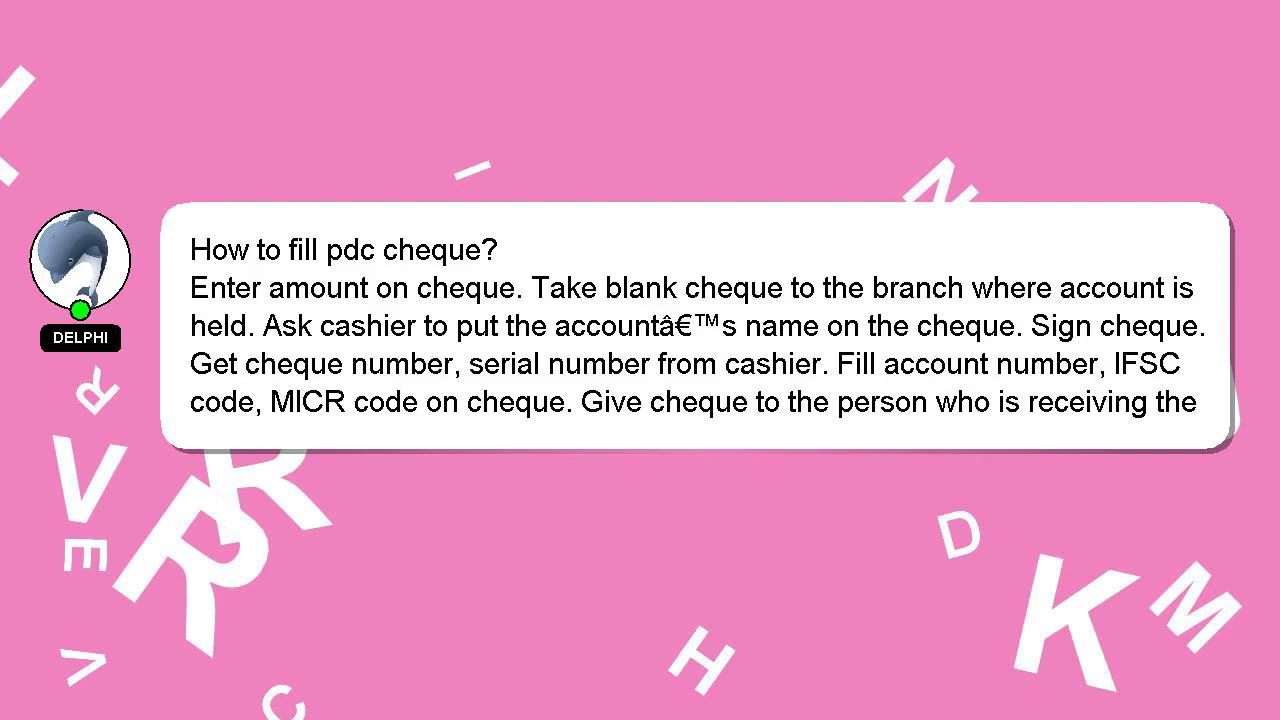 How to fill pdc cheque?
Enter amount on cheque. Take blank cheque to the branch where account is
held. Ask cashier to put the accountâ€™s name on the cheque. Sign cheque.
Get cheque number, serial number from cashier. Fill account number, IFSC
code, MICR code on cheque. Give cheque to the person who is receiving the
DELPHI
I
N
R
V
R
R
E
V
C
H
D
K
M